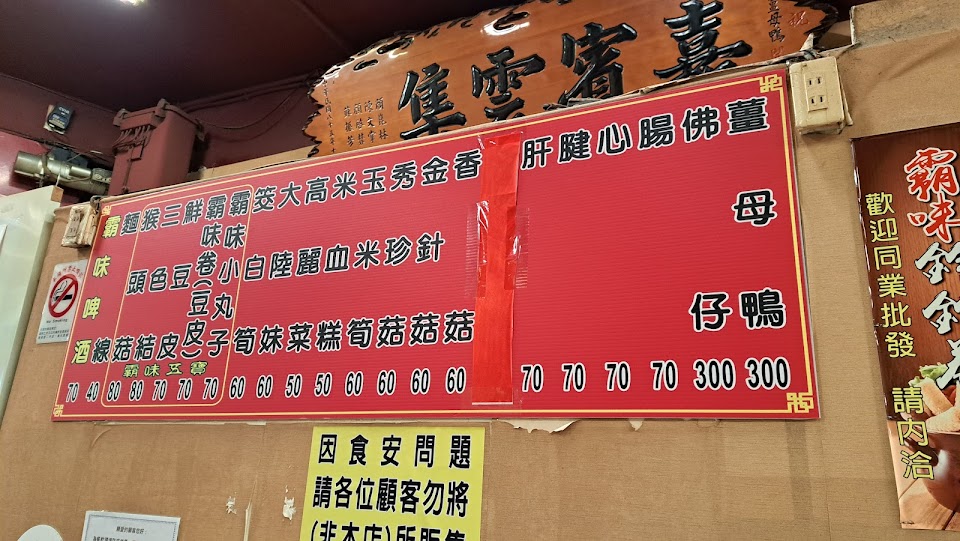 嘉賓雲集
薑母鴨 300
佛仔 300
腸 70
心 70
腱 70
肝 70
香菇 60
金針菇 60
秀珍菇 60
玉米筍 60
米血糕 50
高麗菜 50
大陸妹 60
筊白筍 60
霸味小丸子 70
霸味卷(豆皮) 70
鮮豆皮 70
三色結 80
猴頭菇 80
霸味五寶
麵線 40
霸味啤酒 70
因食安問題
請各位顧客勿將
(非本店)所販售
霸味
歡迎同業批發 請內洽